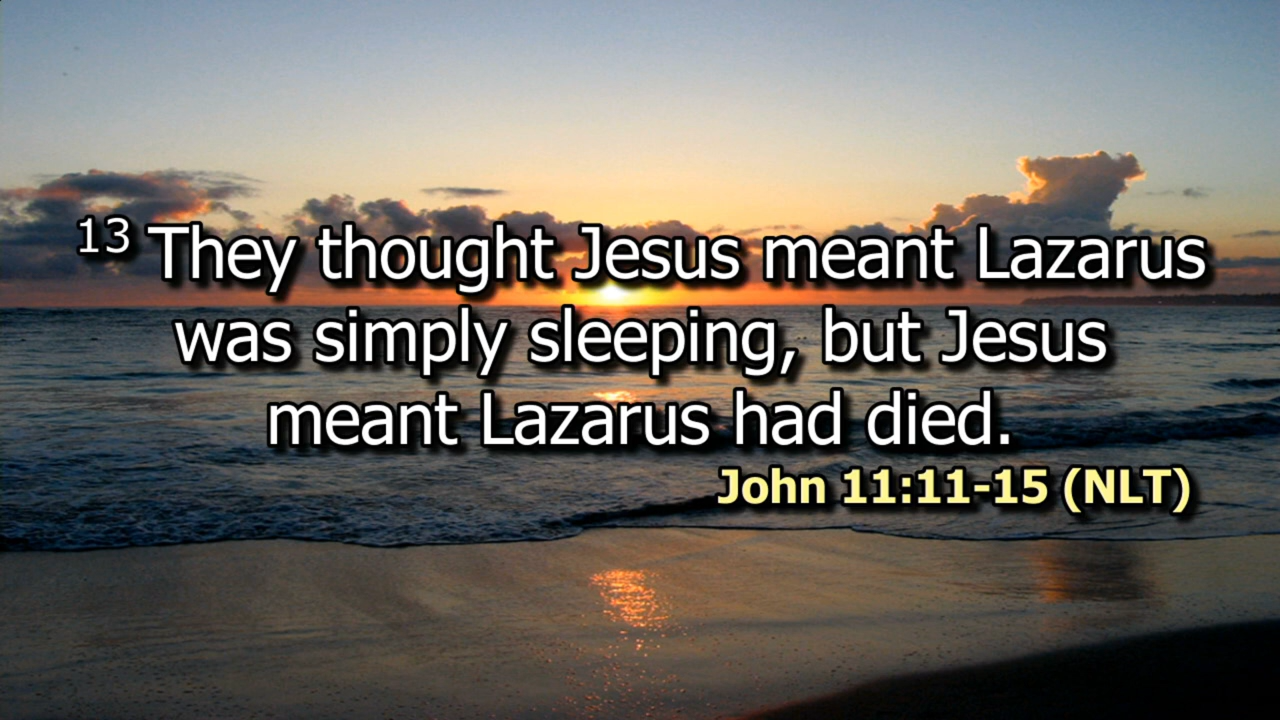 13 They thought Jesus meant Lazarus
was simply sleeping, but Jesus
meant Lazarus had died.
John 11:11-15 (NLT)